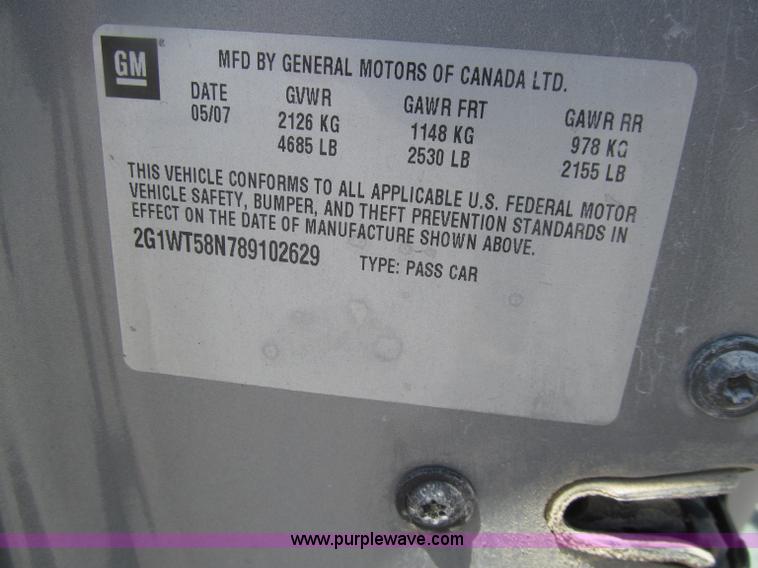 GM
MFD BY GENERAL MOTORS OF CANADA LTD.
DATE GVWR GAWR FRT GAWR RR
05/07 2126 KG 1148 KG 978 KG
4685 LB 2530 LB 2155 LB
THIS VEHICLE CONFORMS TO ALL APPLICABLE U.S. FEDERAL MOTOR
VEHICLE SAFETY, BUMPER, AND THEFT PREVENTION STANDARDS IN
EFFECT ON THE DATE OF MANUFACTURE SHOWN ABOVE.
2G1WT58N789102629 TYPE: PASS CAR
www.purplewave.com